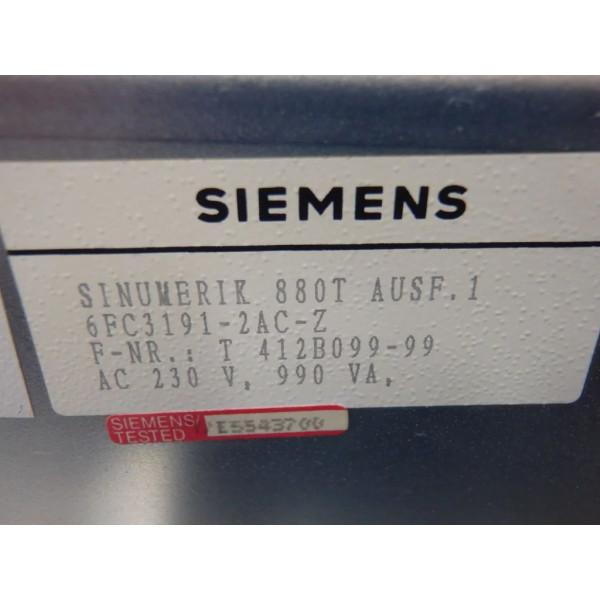 SIEMENS
SINUMERIK 880T AUSF.1
6FC3191-2AC-Z
F-NR.: T 412B099-99
AC 230 V, 990 VA,
SIEMENS/
TESTED E5543700